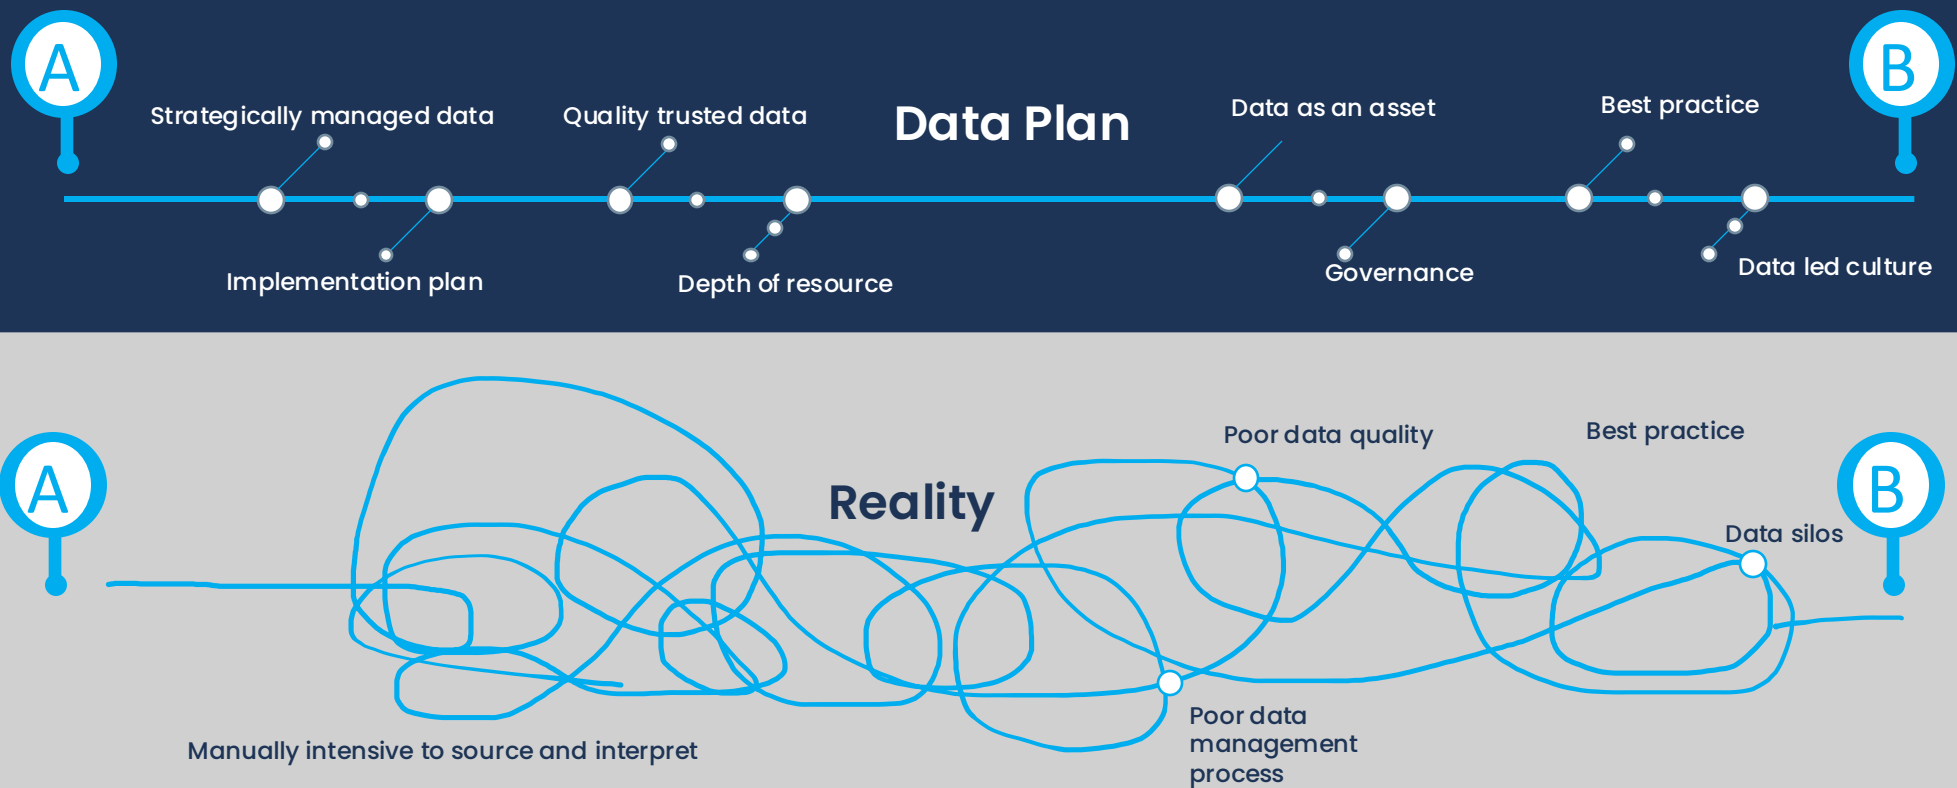 A
B
Strategically managed data
Quality trusted data
Data Plan
Data as an asset
Best practice
Implementation plan
Depth of resource
Governance
Data led culture
A
B
Reality
Poor data quality
Best practice
Data silos
Manually intensive to source and interpret
Poor data
management
process